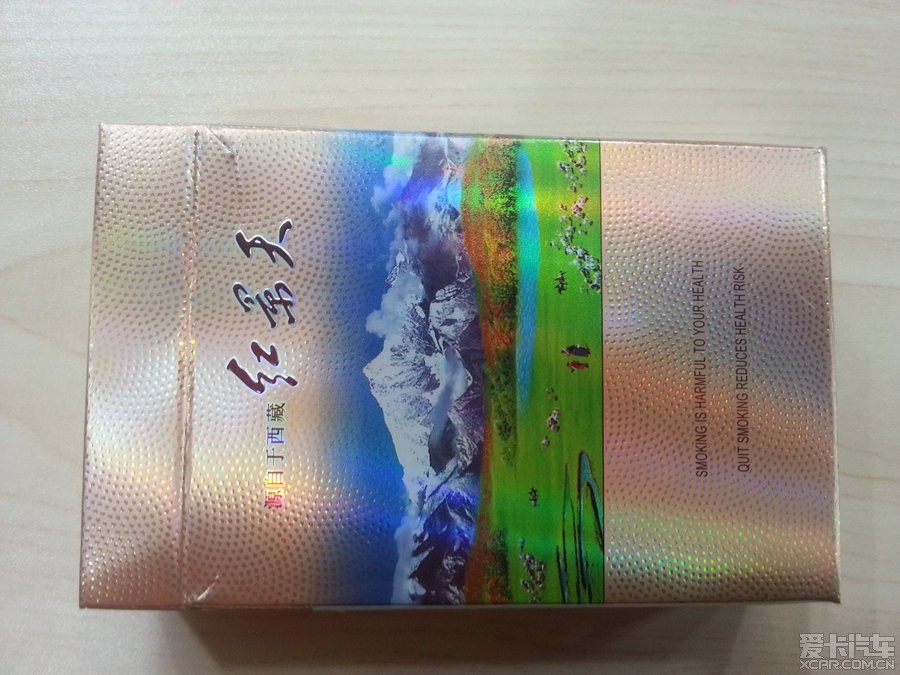 源自于西藏 红景天
SMOKING IS HARMFUL TO YOUR HEALTH
QUIT SMOKING REDUCES HEALTH RISK
爱卡汽车
XCAR.COM.CN